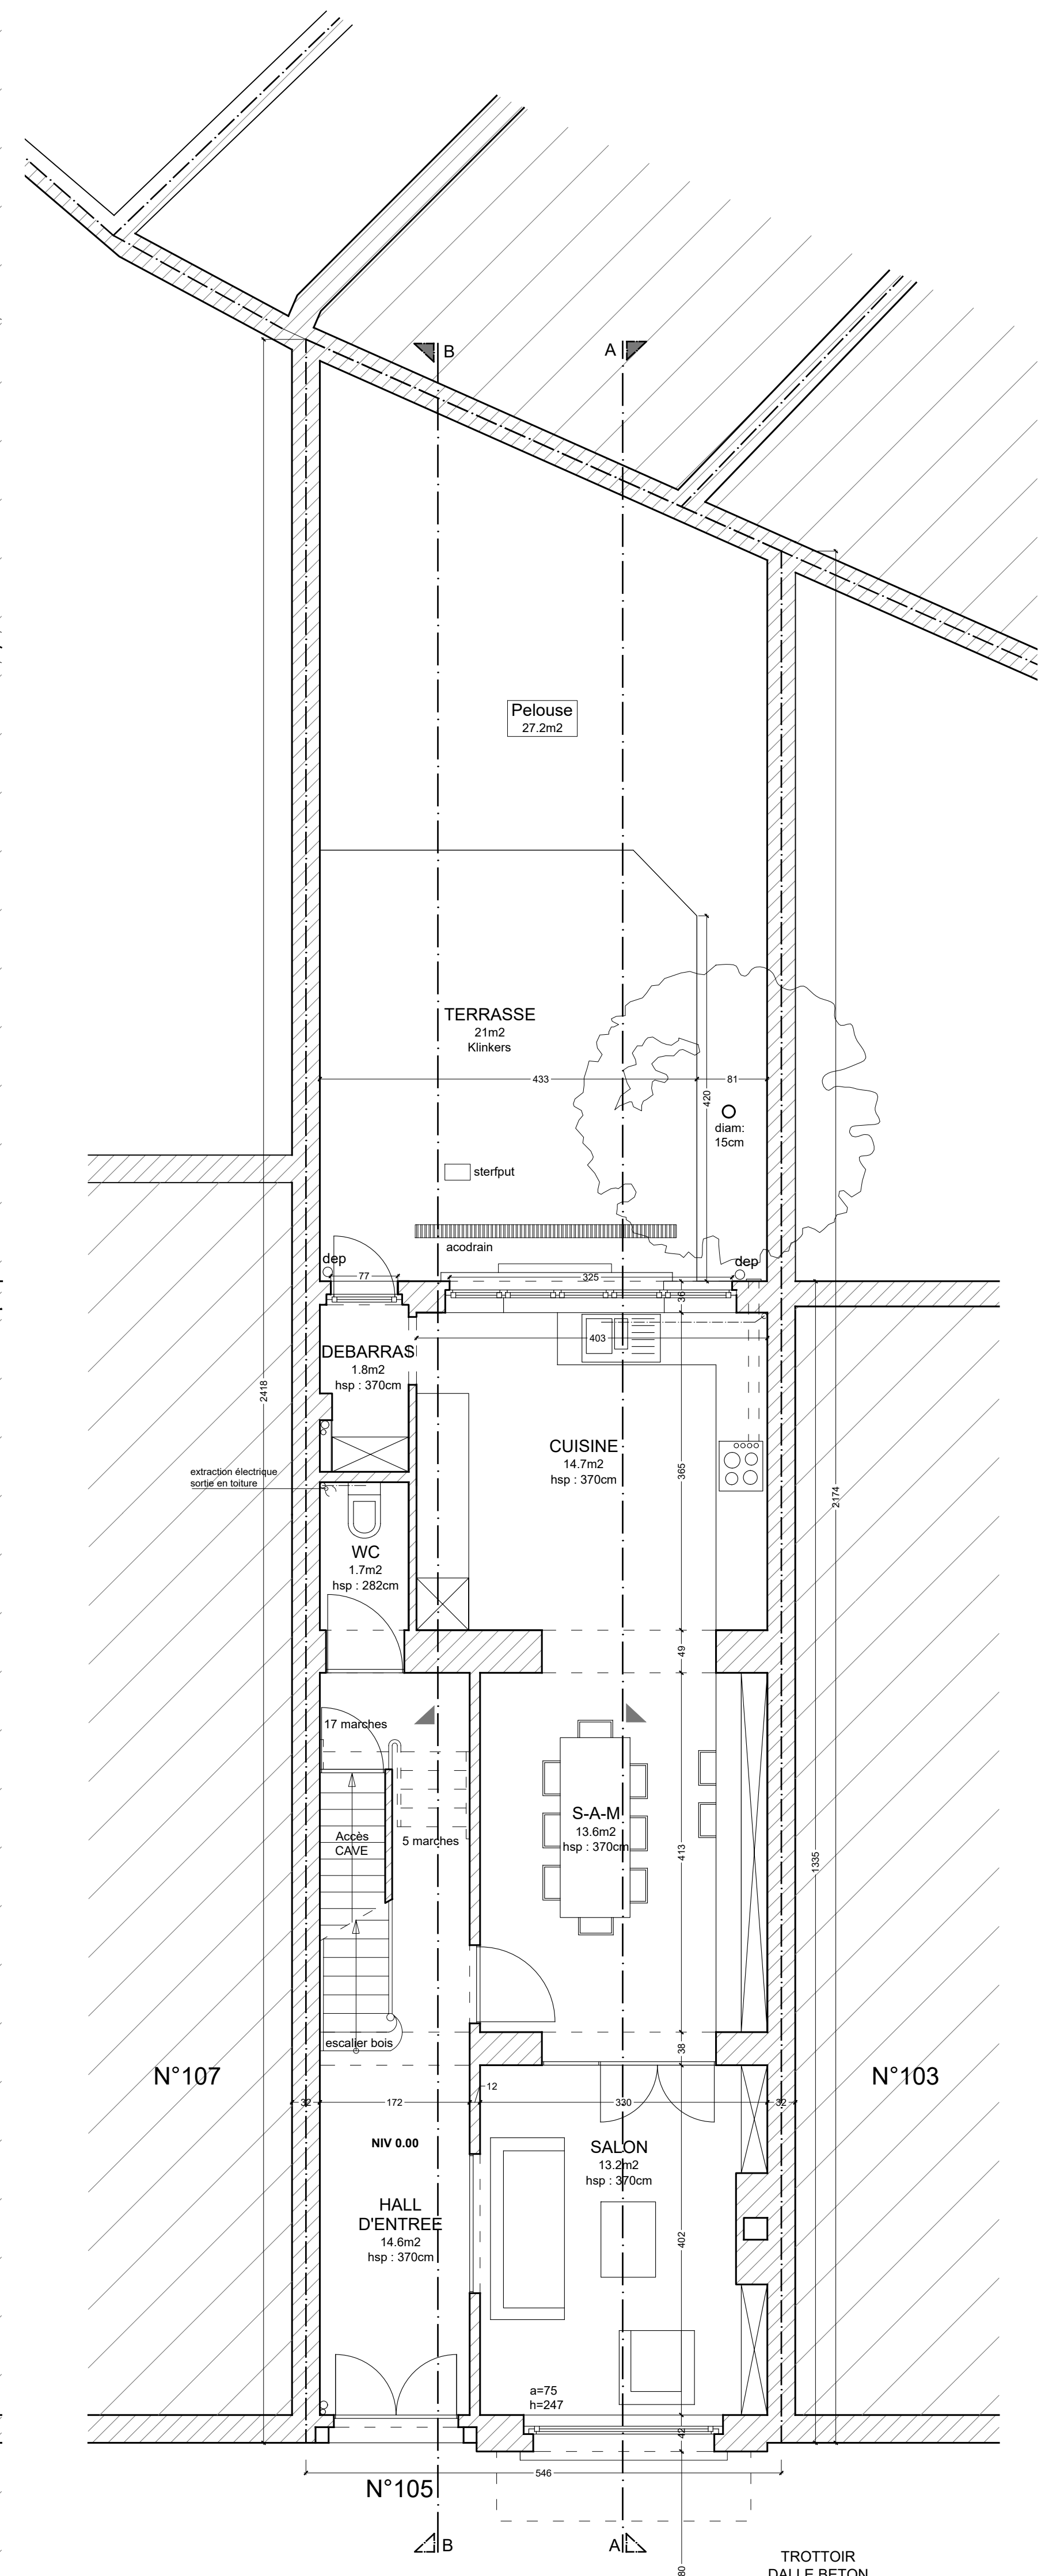 B
A
Pelouse
27.2m2
TERRASSE
21m2
Klinkers
433
81
420
diam:
15cm
sterfput
acodrain
dep
dep
77
325
36
403
DEBARRAS
1.8m2
hsp : 370cm
2418
CUISINE
14.7m2
hsp : 370cm
365
extraction électrique
sortie en toiture
2174
WC
1.7m2
hsp : 282cm
49
17 marches
S-A-M
13.6m2
hsp : 370cm
Accès
CAVE
5 marches
413
1335
escalier bois
38
N°107
N°103
12
32
172
330
32
NIV 0.00
SALON
13.2m2
hsp : 370cm
HALL
D'ENTREE
14.6m2
hsp : 370cm
402
a=75
h=247
42
546
N°105
B
A
TROTTOIR
DALLE BETON
80